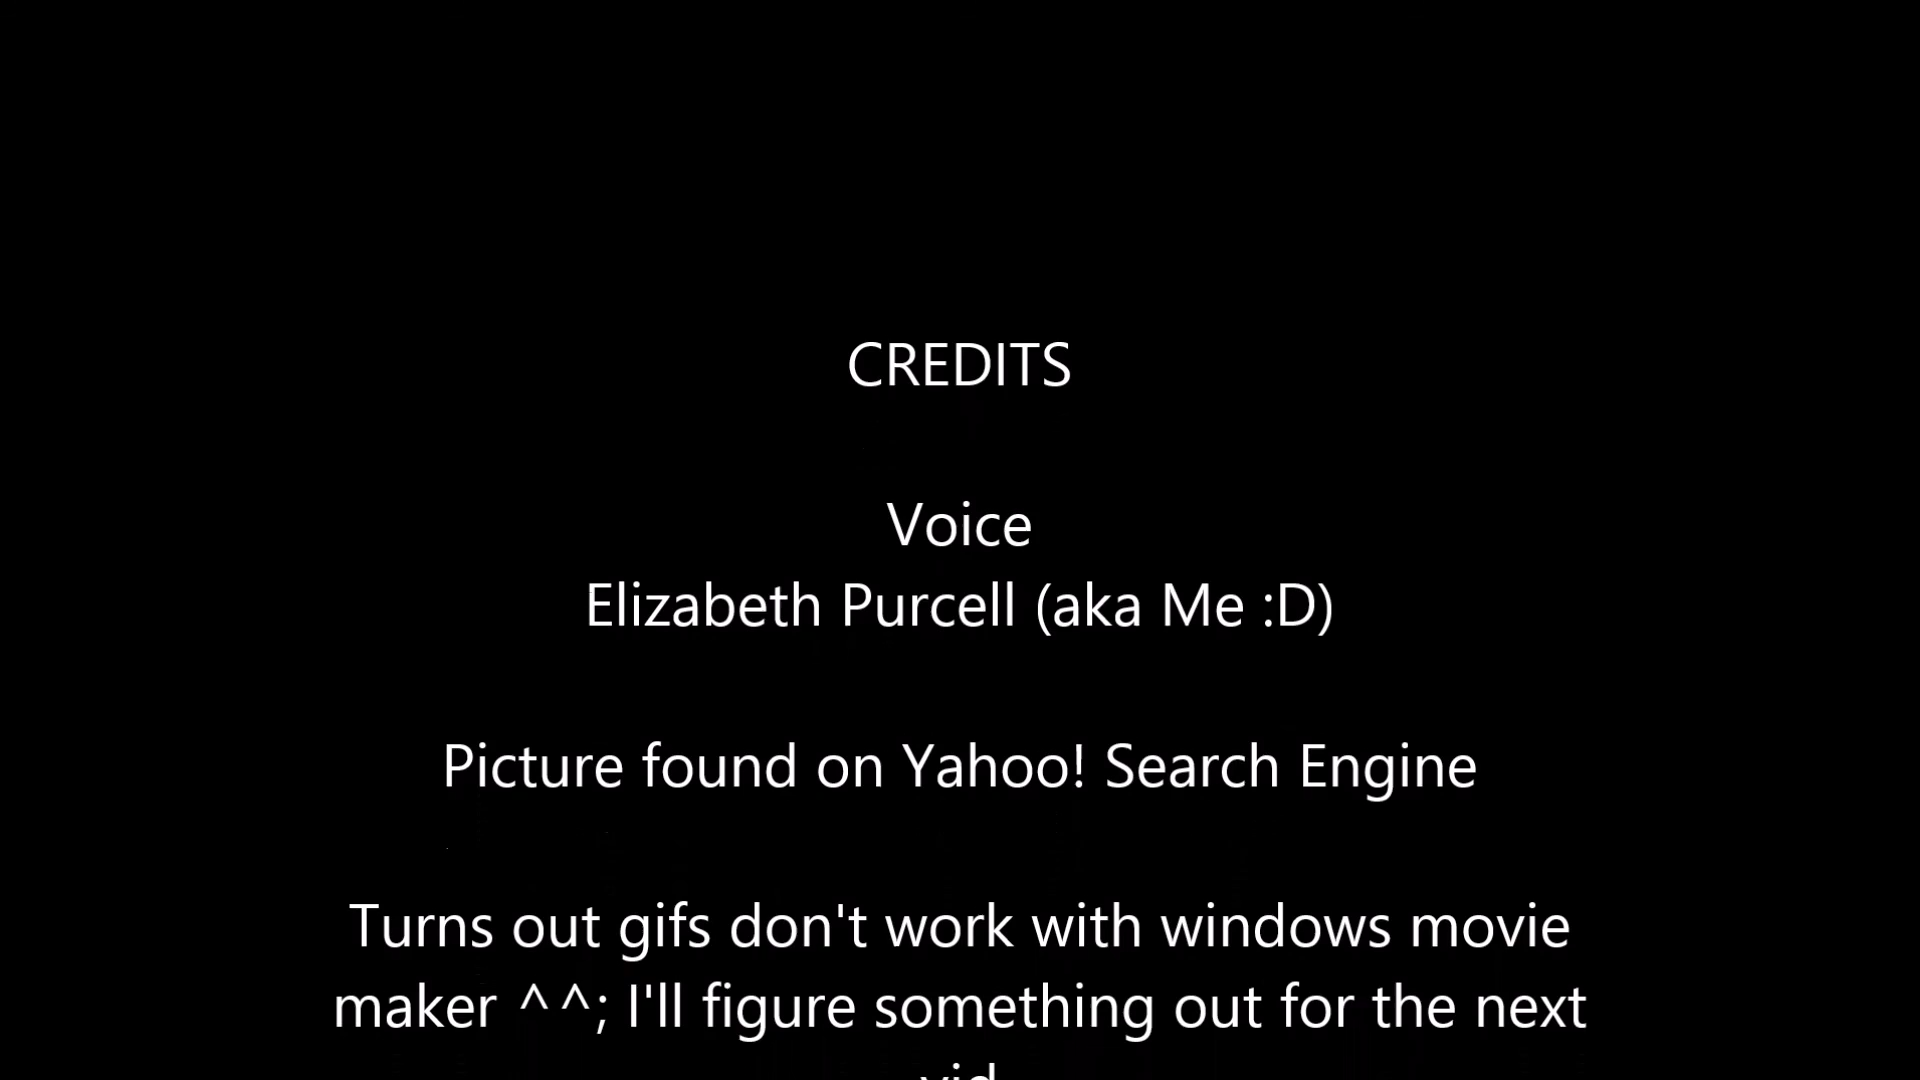 CREDITS
Voice
Elizabeth Purcell (aka Me :D)
Picture found on Yahoo! Search Engine
Turns out gifs don't work with windows movie
maker ^^; I'll figure something out for the next
vid